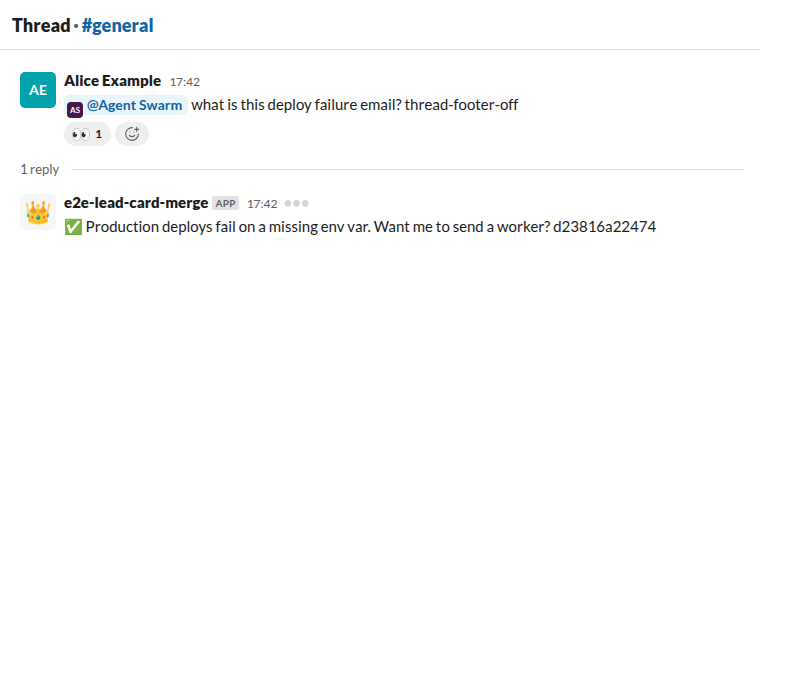 Thread • #general
AE
Alice Example 17:42
AS @Agent Swarm what is this deploy failure email? thread-footer-off
👀 1
1 reply
e2e-lead-card-merge APP 17:42
✅ Production deploys fail on a missing env var. Want me to send a worker? d23816a22474